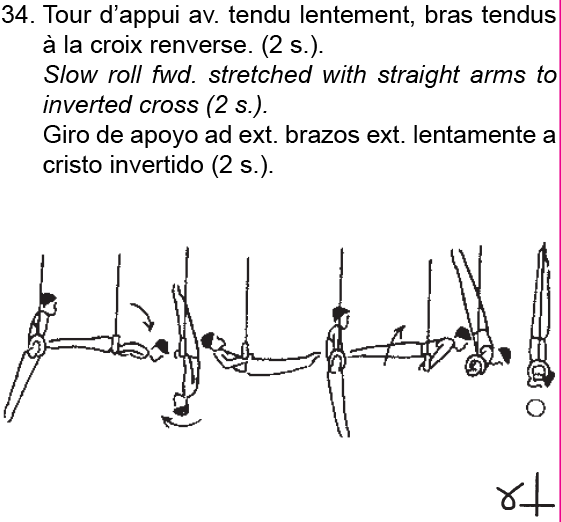 34. Tour d’appui av. tendu lentement, bras tendus
à la croix renverse. (2 s.).
Slow roll fwd. stretched with straight arms to
inverted cross (2 s.).
Giro de apoyo ad ext. brazos ext. lentamente a
cristo invertido (2 s.).